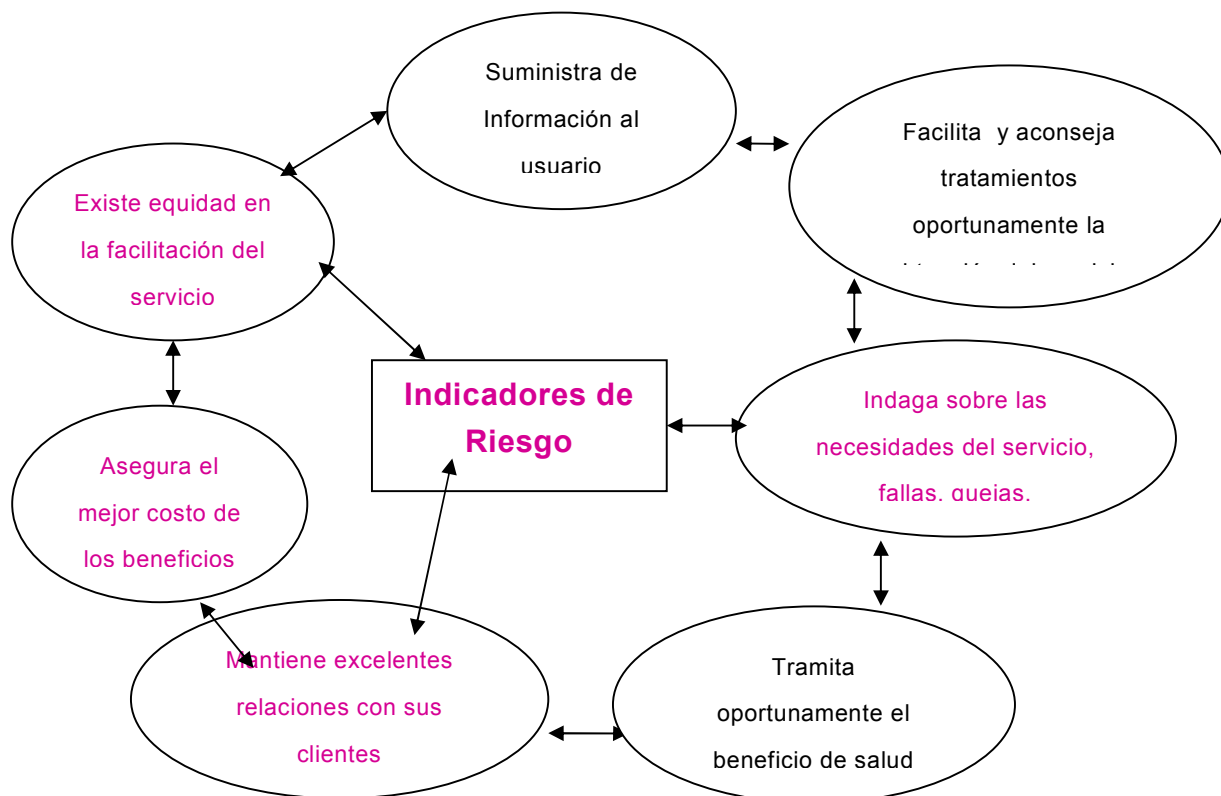 Suministra de
Información al
usuario
Facilita y aconseja
tratamientos
oportunamente la
Existe equidad en
la facilitación del
servicio
Indicadores de
Riesgo
Indaga sobre las
necesidades del servicio,
fallas, quejas.
Asegura el
mejor costo de
los beneficios
Mantiene excelentes
relaciones con sus
clientes
Tramita
oportunamente el
beneficio de salud